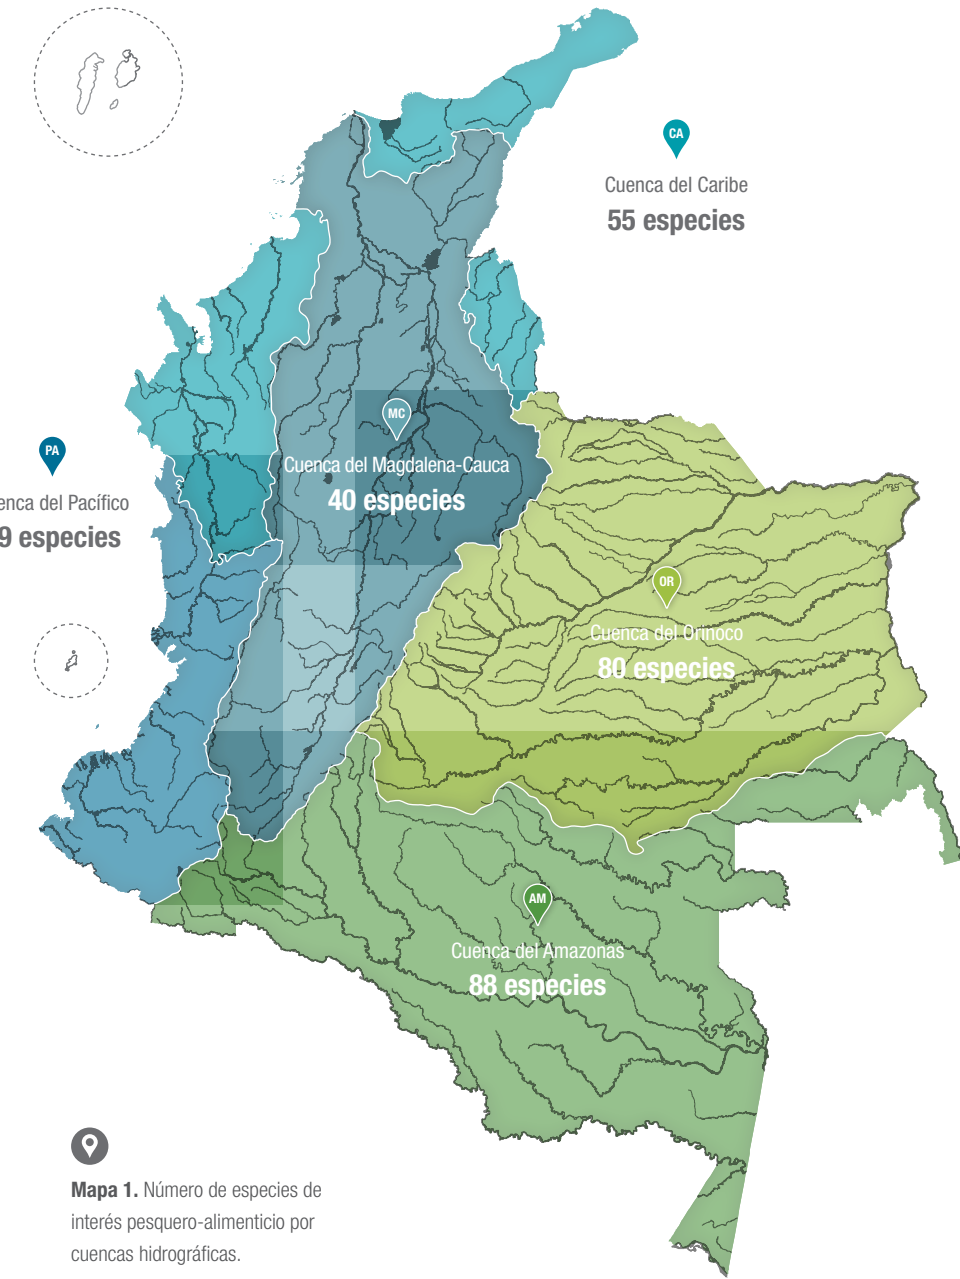 CA
Cuenca del Caribe
55 especies
MC
Cuenca del Magdalena-Cauca
40 especies
PA
del Pacífico
especies
OR
Cuenca del Orinoco
80 especies
AM
Cuenca del Amazonas
88 especies
Mapa 1. Número de especies de
interés pesquero-alimenticio por
cuencas hidrográficas.